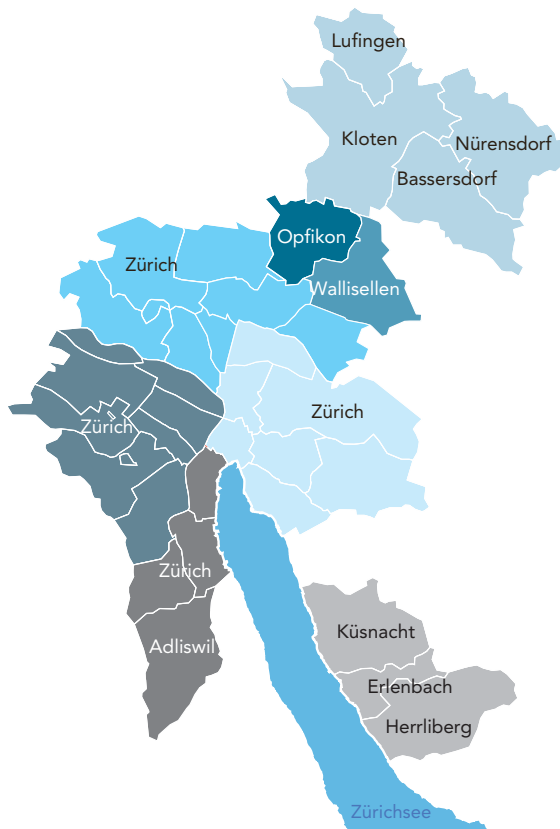 Lufingen
Kloten
Nürensdorf
Bassersdorf
Opfikon
Zürich
Wallisellen
Zürich
Zürich
Zürich
Küsnacht
Adliswil
Erlenbach
Herrliberg
Zürichsee